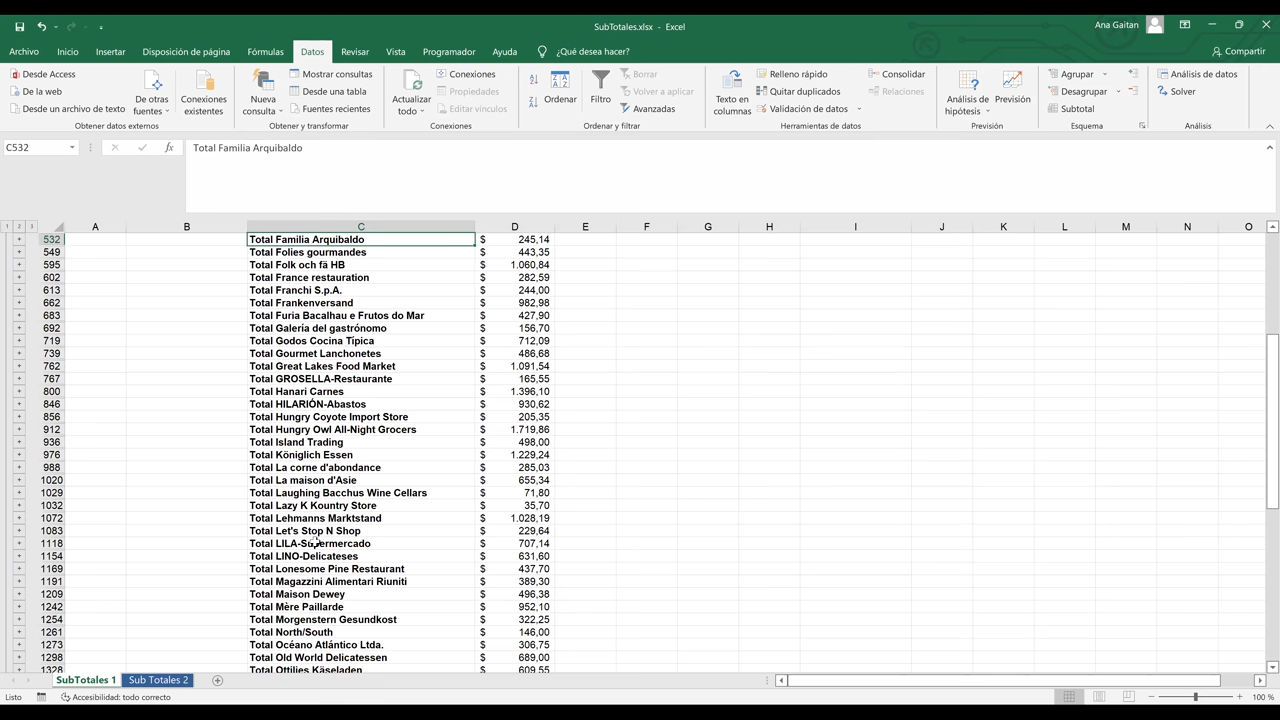 SubTotales.xlsx - Excel
Ana Gaitan
Archivo Inicio Insertar Disposición de página Fórmulas Datos Revisar Vista Programador Ayuda ¿Qué desea hacer? Compartir
Desde Access
De la web
Desde un archivo de texto
De otras fuentes
Conexiones existentes
Obtener datos externos
Nueva consulta
Mostrar consultas
Desde una tabla
Fuentes recientes
Obtener y transformar
Actualizar todo
Conexiones
Propiedades
Editar vínculos
Conexiones
Ordenar
Filtro
Borrar
Volver a aplicar
Avanzadas
Ordenar y filtrar
Texto en columnas
Relleno rápido
Quitar duplicados
Validación de datos
Consolidar
Relaciones
Herramientas de datos
Análisis de hipótesis
Previsión
Previsión
Agrupar
Desagrupar
Subtotal
Esquema
Análisis de datos
Solver
Análisis
C532 fx Total Familia Arquibaldo
1 2 3 A B C D E F G H I J K L M N O
532 Total Familia Arquibaldo $ 245,14
549 Total Folies gourmandes $ 443,35
595 Total Folk och fä HB $ 1.060,84
602 Total France restauration $ 282,59
613 Total Franchi S.p.A. $ 244,00
662 Total Frankenversand $ 982,98
683 Total Furia Bacalhau e Frutos do Mar $ 427,90
692 Total Galería del gastrónomo $ 156,70
719 Total Godos Cocina Típica $ 712,09
739 Total Gourmet Lanchonetes $ 486,68
762 Total Great Lakes Food Market $ 1.091,54
767 Total GROSELLA-Restaurante $ 165,55
800 Total Hanari Carnes $ 1.396,10
846 Total HILARIÓN-Abastos $ 930,62
856 Total Hungry Coyote Import Store $ 205,35
912 Total Hungry Owl All-Night Grocers $ 1.719,86
936 Total Island Trading $ 498,00
976 Total Königlich Essen $ 1.229,24
988 Total La corne d'abondance $ 285,03
1020 Total La maison d'Asie $ 655,34
1029 Total Laughing Bacchus Wine Cellars $ 71,80
1032 Total Lazy K Kountry Store $ 35,70
1072 Total Lehmanns Marktstand $ 1.028,19
1083 Total Let's Stop N Shop $ 229,64
1118 Total LILA-Supermercado $ 707,14
1154 Total LINO-Delicateses $ 631,60
1169 Total Lonesome Pine Restaurant $ 437,70
1191 Total Magazzini Alimentari Riuniti $ 389,30
1209 Total Maison Dewey $ 496,38
1242 Total Mère Paillarde $ 952,10
1254 Total Morgenstern Gesundkost $ 322,25
1261 Total North/South $ 146,00
1273 Total Océano Atlántico Ltda. $ 306,75
1298 Total Old World Delicatessen $ 689,00
1328 Total Ottilies Käseladen $ 609,55
SubTotales 1 Sub Totales 2
Listo Accesibilidad: todo correcto 100 %